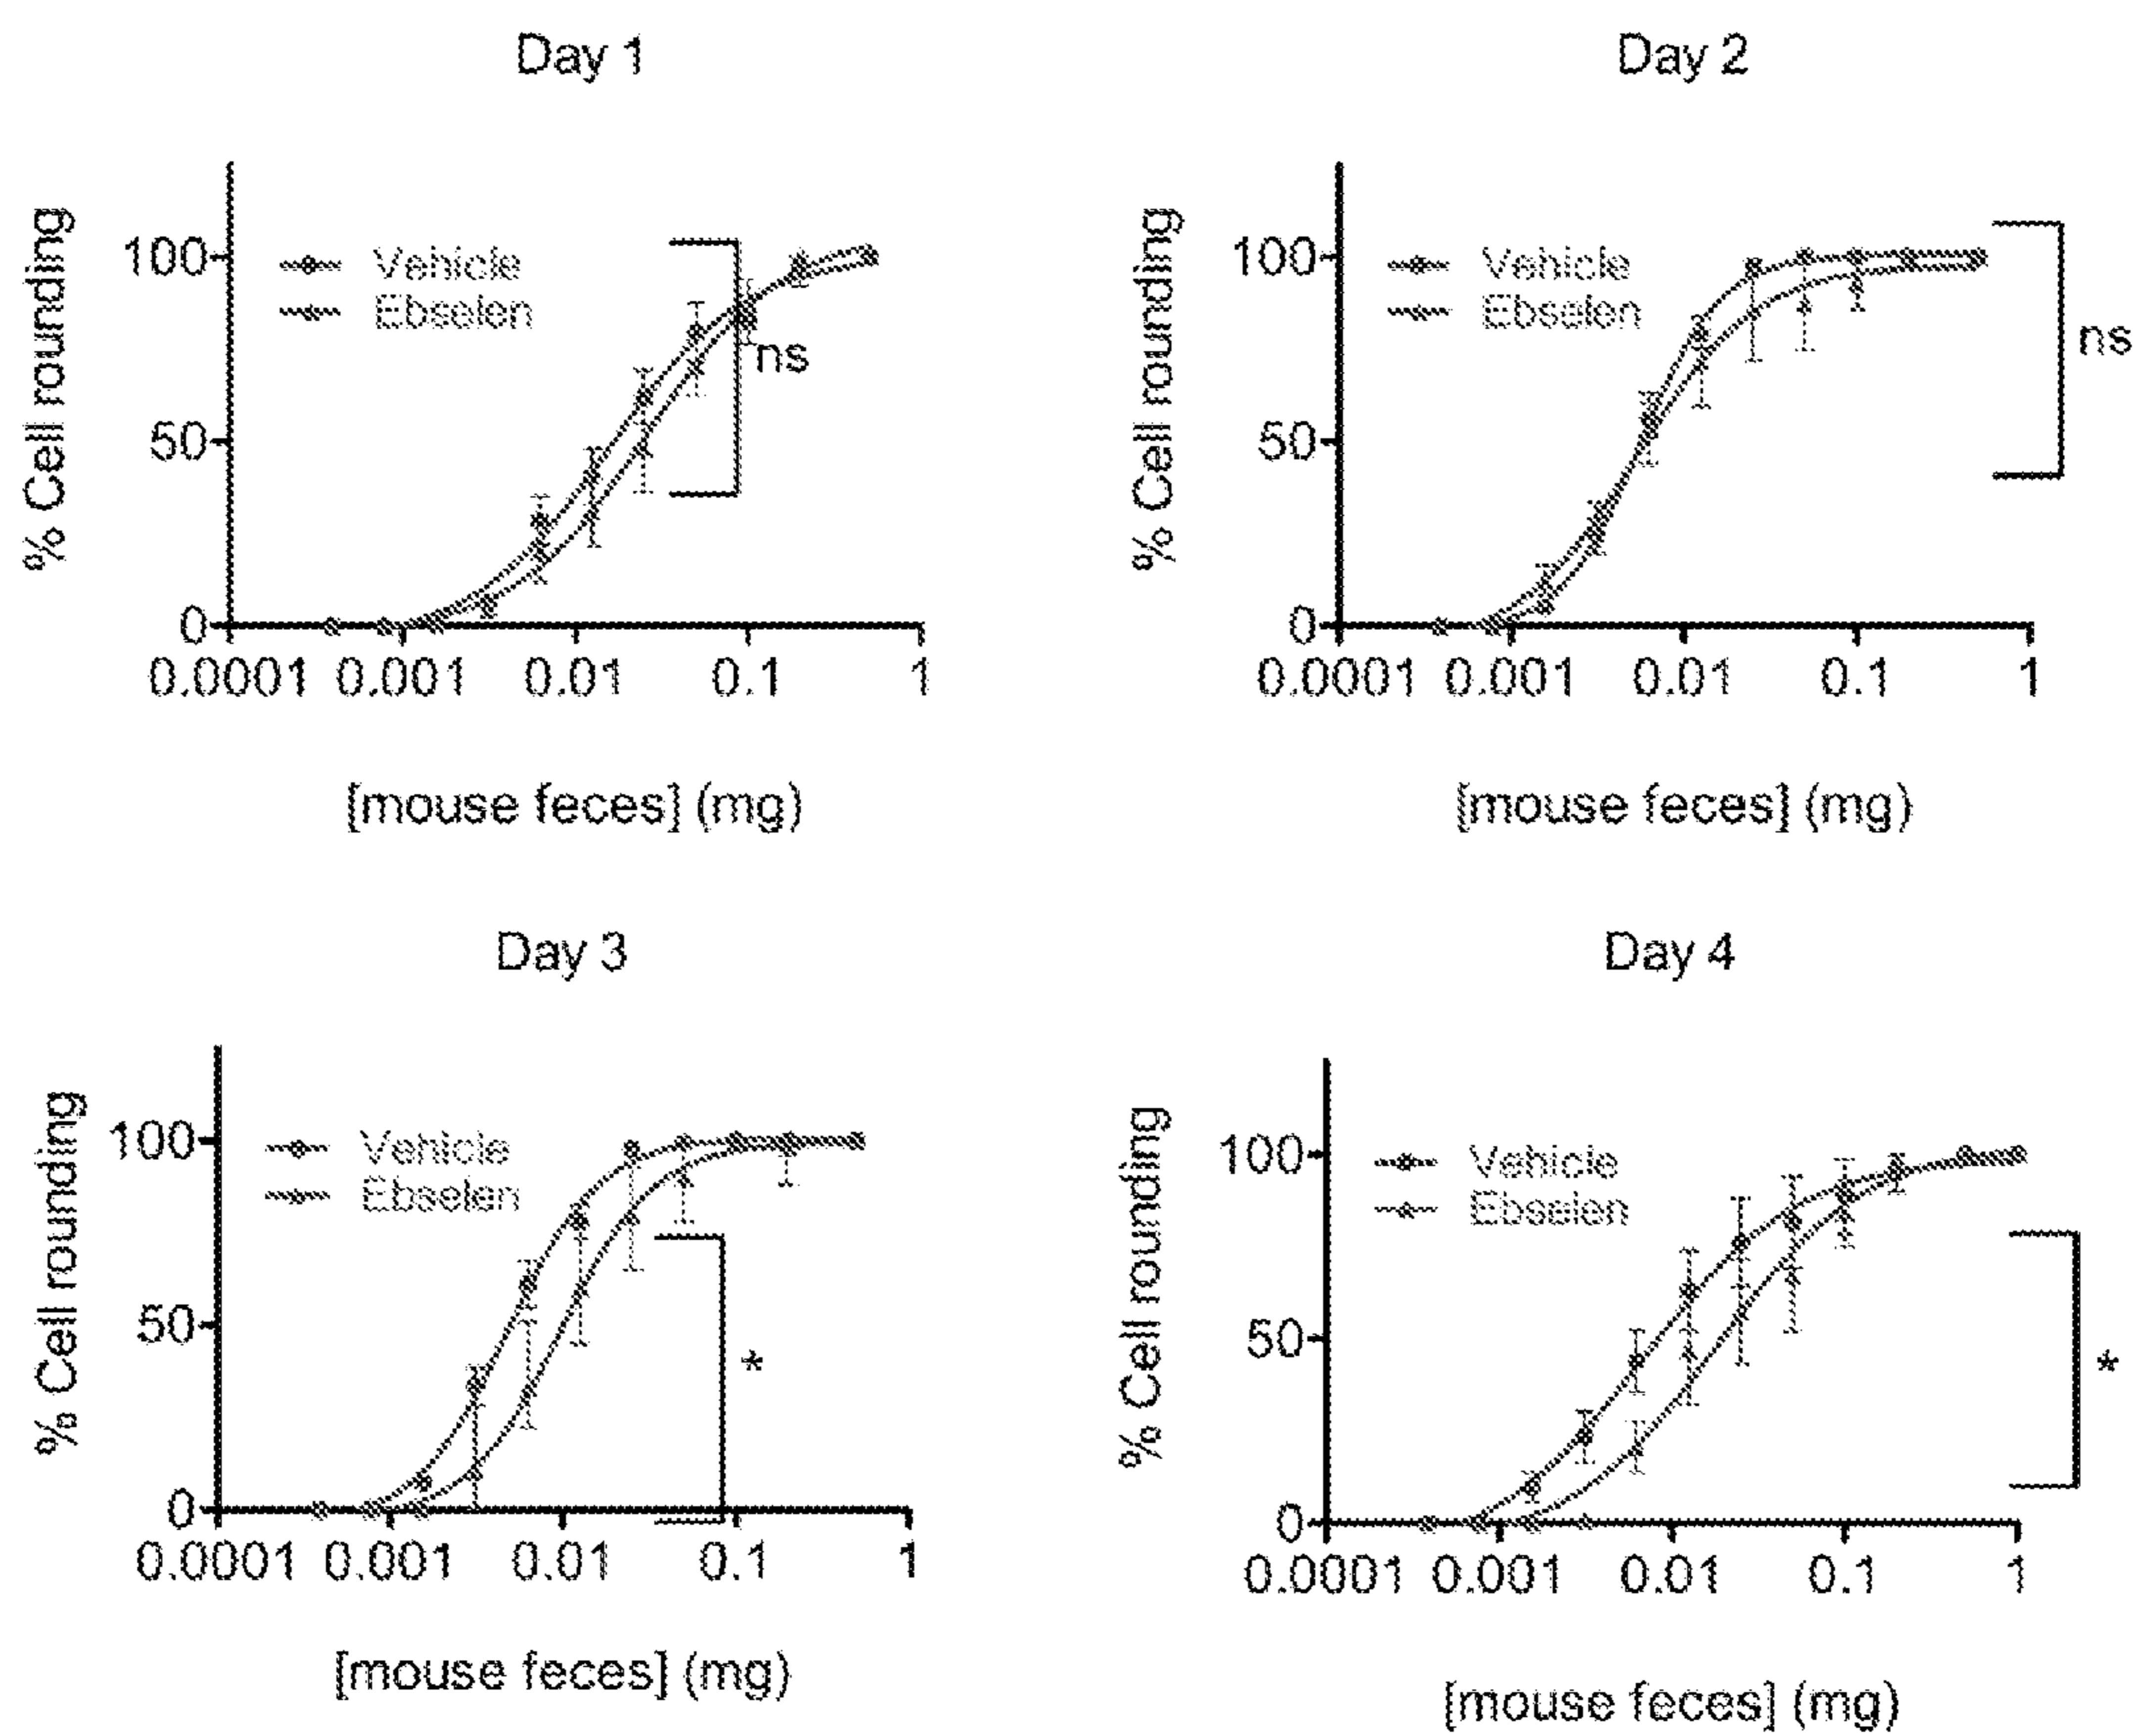 Day 1
% Cell rounding
100
50
0
Vehicle
Ebselen
ns
0.0001 0.001 0.01 0.1 1
[mouse feces] (mg)
Day 2
% Cell rounding
100
50
0
Vehicle
Ebselen
ns
0.0001 0.001 0.01 0.1 1
[mouse feces] (mg)
Day 3
% Cell rounding
100
50
0
Vehicle
Ebselen
*
0.0001 0.001 0.01 0.1 1
[mouse feces] (mg)
Day 4
% Cell rounding
100
50
0
Vehicle
Ebselen
*
0.0001 0.001 0.01 0.1 1
[mouse feces] (mg)